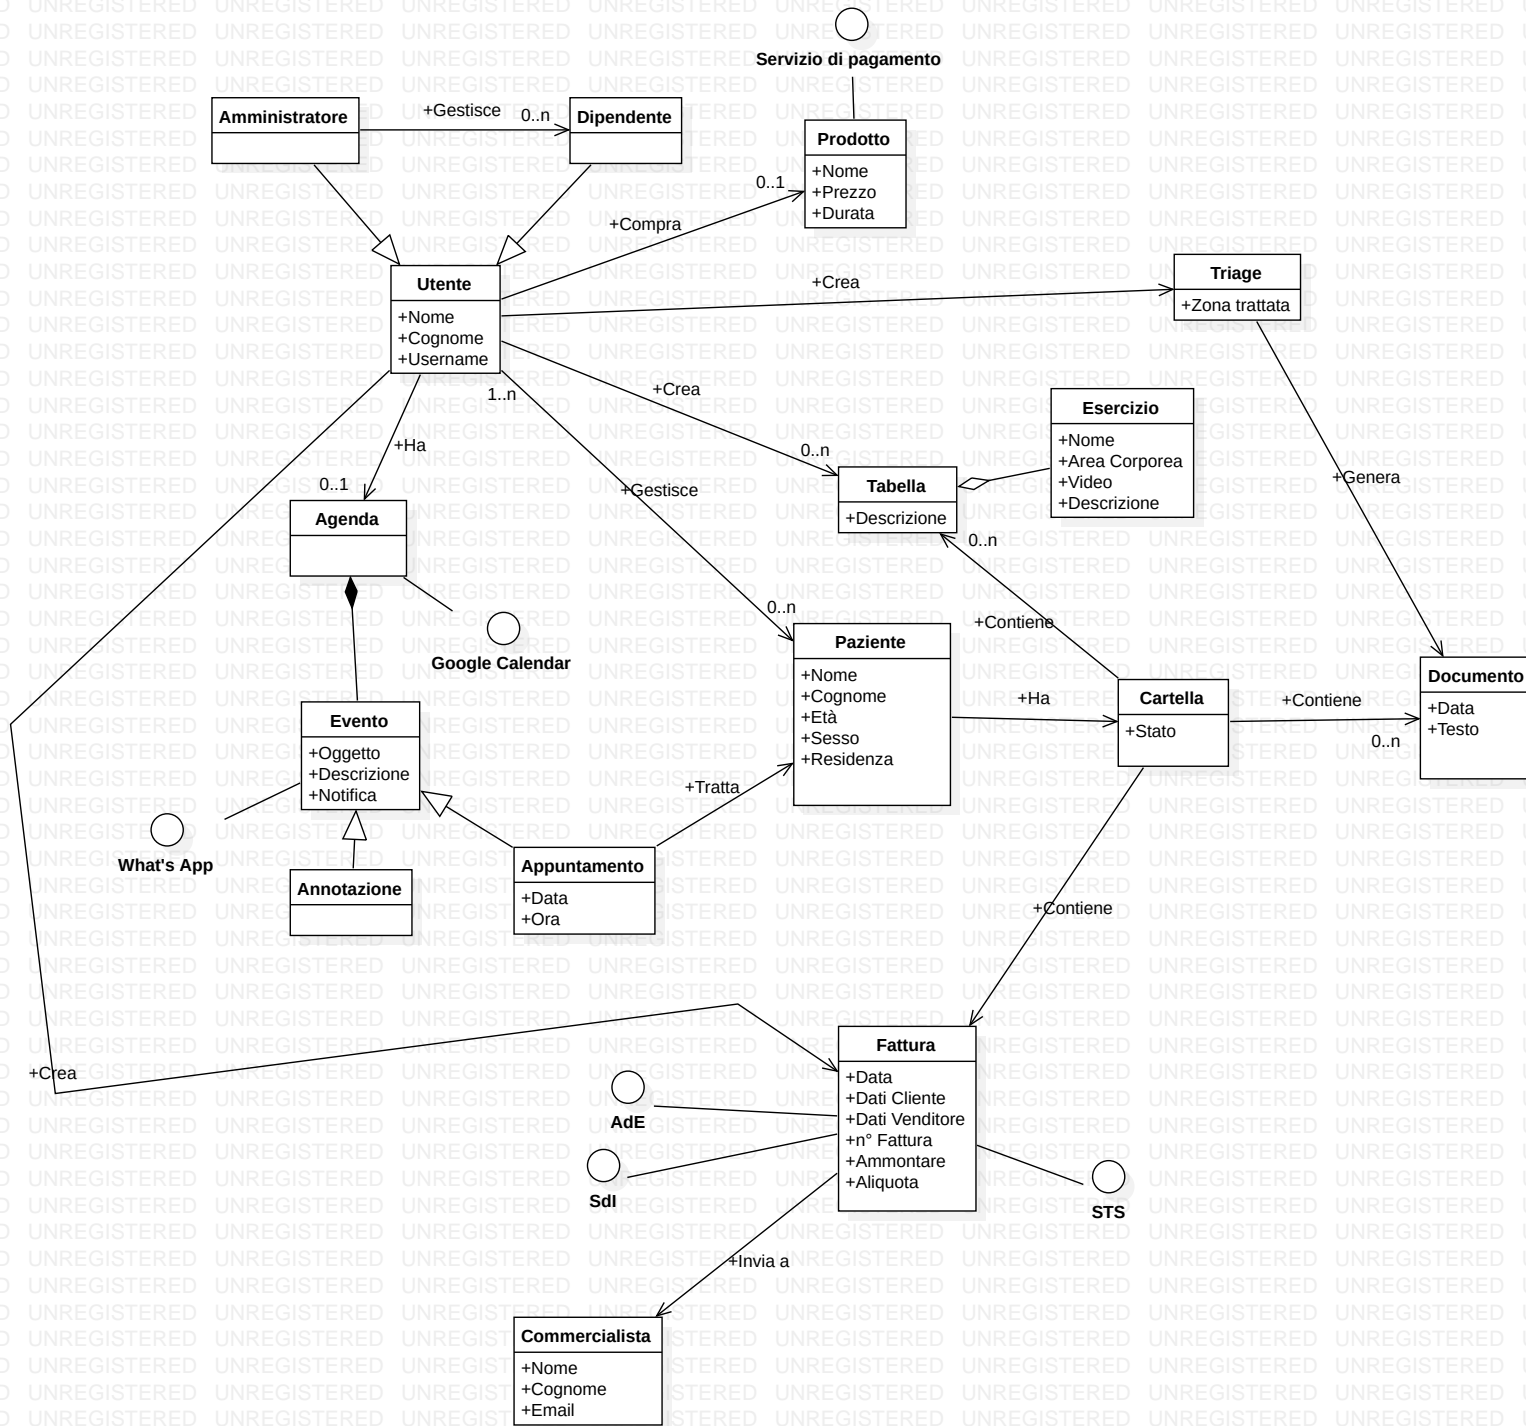 Servizio di pagamento
Amministratore
+Gestisce
0..n
Dipendente
Prodotto
+Nome
+Prezzo
+Durata
0..1
+Compra
Utente
+Nome
+Cognome
+Username
+Crea
Triage
+Zona trattata
1..n
+Crea
0..n
+Ha
0..1
Esercizio
+Nome
+Area Corporea
+Video
+Descrizione
+Genera
+Gestisce
Tabella
+Descrizione
0..n
Agenda
Google Calendar
0..n
+Contiene
Paziente
+Nome
+Cognome
+Età
+Sesso
+Residenza
+Ha
Cartella
+Stato
+Contiene
0..n
Documento
+Data
+Testo
Evento
+Oggetto
+Descrizione
+Notifica
+Tratta
What's App
Annotazione
Appuntamento
+Data
+Ora
+Contiene
+Crea
Fattura
+Data
+Dati Cliente
+Dati Venditore
+n° Fattura
+Ammontare
+Aliquota
AdE
SdI
STS
+Invia a
Commercialista
+Nome
+Cognome
+Email